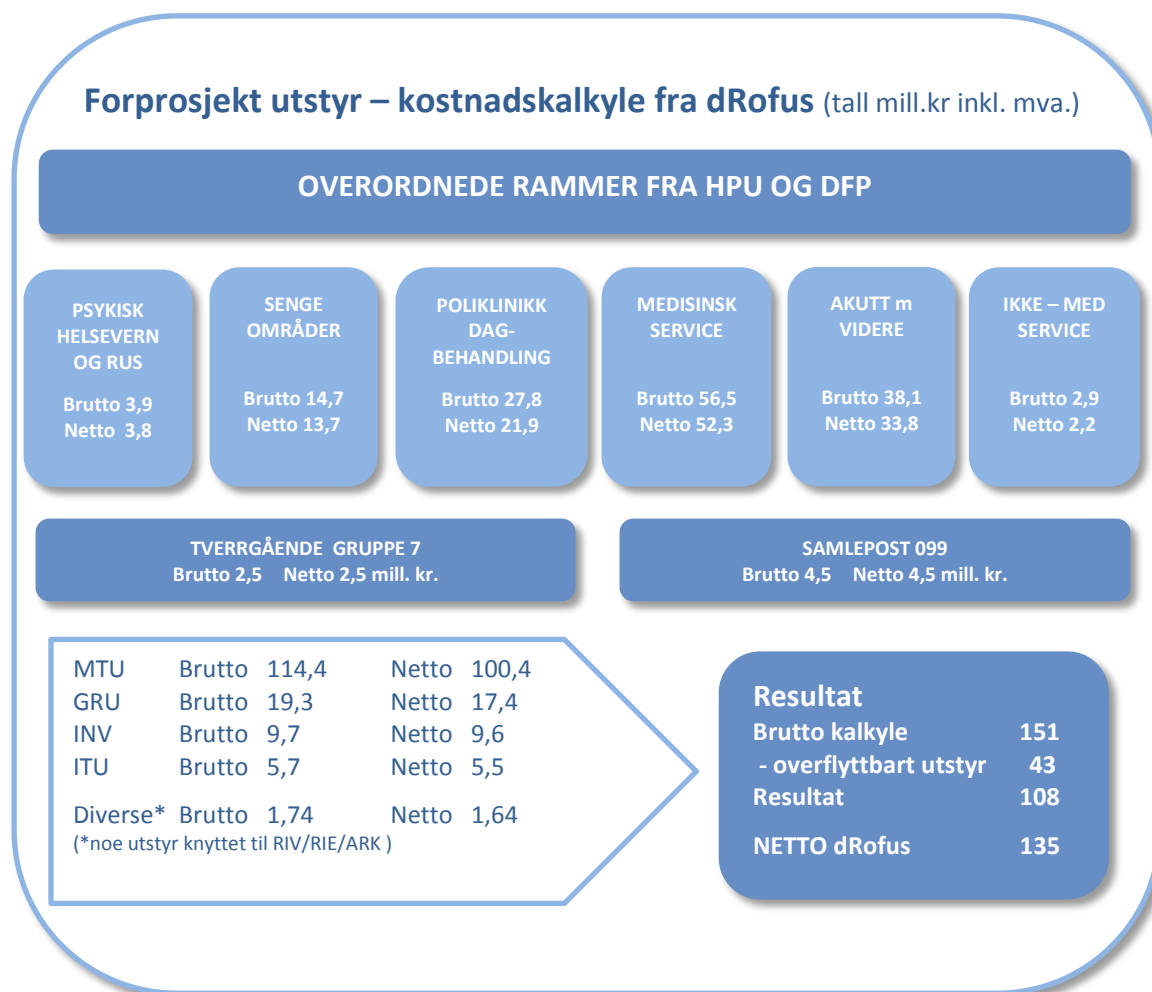 Forprosjekt utstyr – kostnadskalkyle fra dRofus (tall mill.kr inkl. mva.)
OVERORDNEDE RAMMER FRA HPU OG DFP
PSYKISK
HELSEVERN
OG RUS
Brutto 3,9
Netto 3,8
SENGE
OMRÅDER
Brutto 14,7
Netto 13,7
POLIKLINIKK
DAG-
BEHANDLING
Brutto 27,8
Netto 21,9
MEDISINSK
SERVICE
Brutto 56,5
Netto 52,3
AKUTT m
VIDERE
Brutto 38,1
Netto 33,8
IKKE – MED
SERVICE
Brutto 2,9
Netto 2,2
TVERRGÅENDE GRUPPE 7
Brutto 2,5 Netto 2,5 mill. kr.
SAMLEPOST 099
Brutto 4,5 Netto 4,5 mill. kr.
MTU Brutto 114,4 Netto 100,4
GRU Brutto 19,3 Netto 17,4
INV Brutto 9,7 Netto 9,6
ITU Brutto 5,7 Netto 5,5
Diverse* Brutto 1,74 Netto 1,64
(*noe utstyr knyttet til RIV/RIE/ARK )
Resultat
Brutto kalkyle 151
- overflyttbart utstyr 43
Resultat 108
NETTO dRofus 135